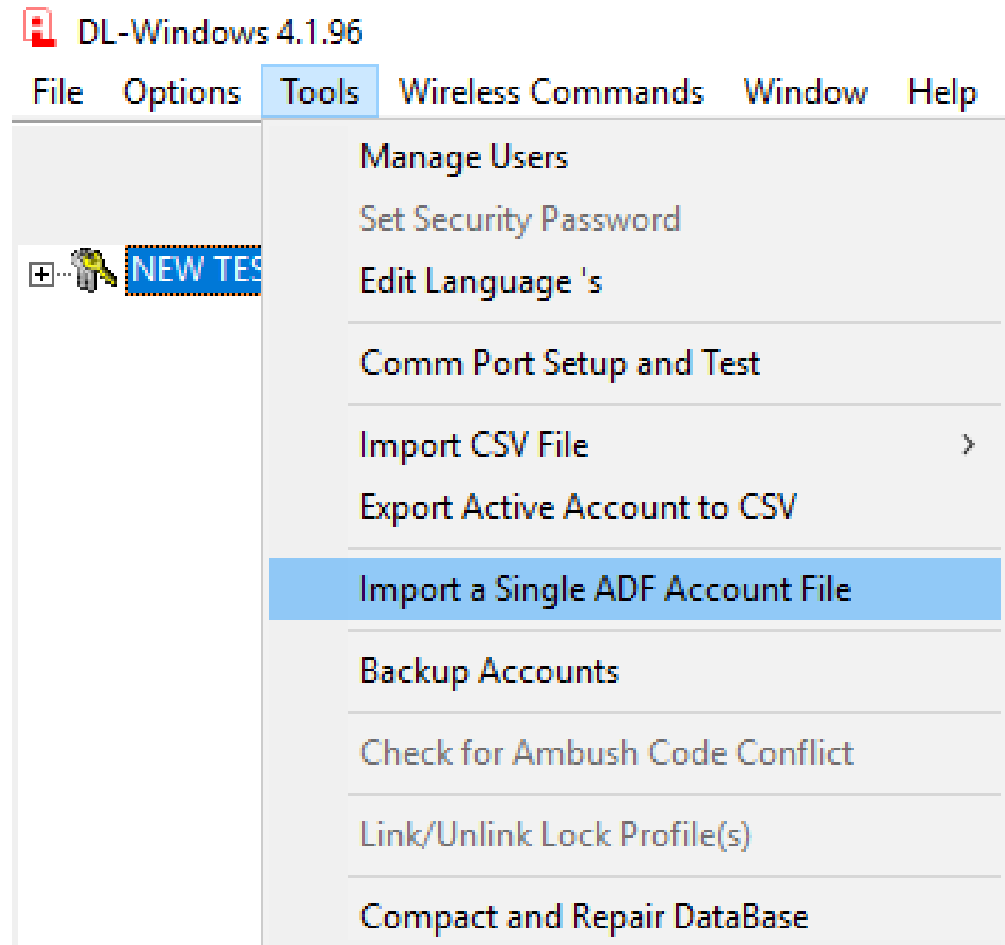 DL-Windows 4.1.96
File Options Tools Wireless Commands Window Help
Manage Users
Set Security Password
NEW TES
Edit Language 's
Comm Port Setup and Test
Import CSV File
Export Active Account to CSV
Import a Single ADF Account File
Backup Accounts
Check for Ambush Code Conflict
Link/Unlink Lock Profile(s)
Compact and Repair DataBase